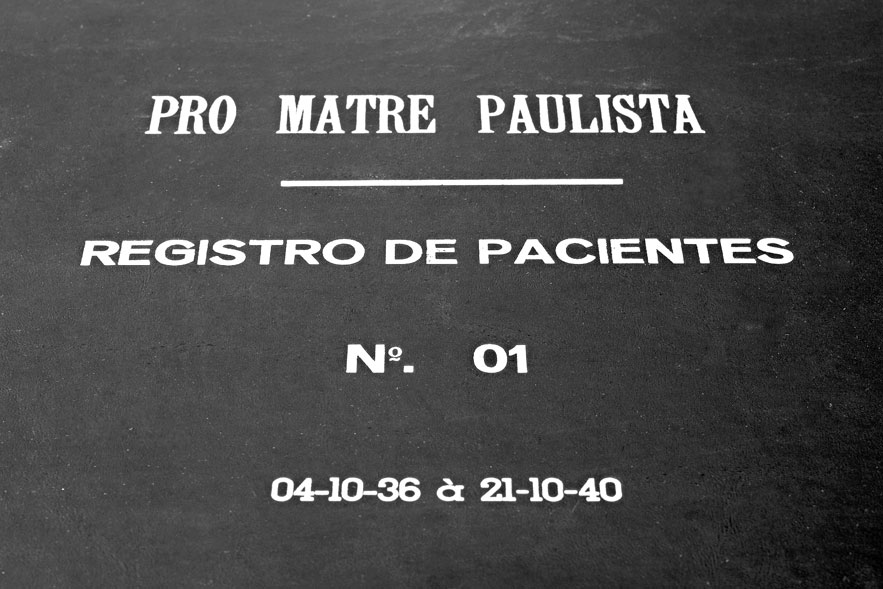 PRO MATRE PAULISTA
REGISTRO DE PACIENTES
Nº. 01
04-10-36 à 21-10-40